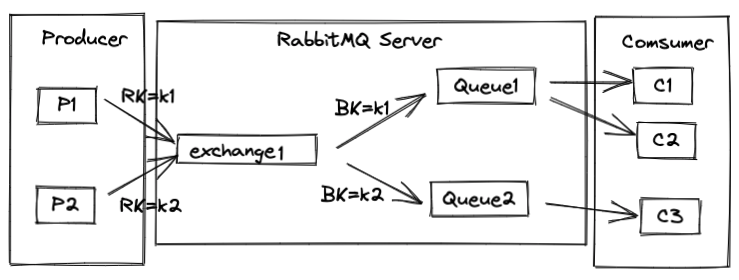 Producer
RabbitMQ Server
Comsumer
P1
RK=k1
Queue1
C1
BK=k1
exchange1
C2
P2
RK=k2
BK=k2
Queue2
C3